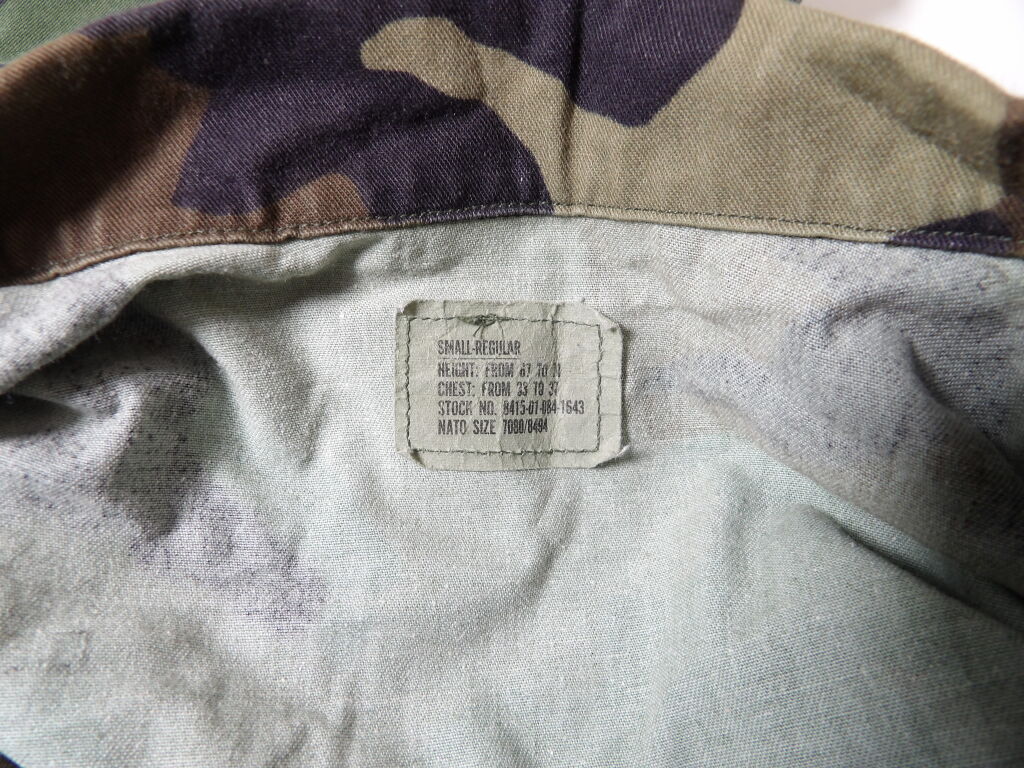 SMALL-REGULAR
HEIGHT: FROM 67 TO 71
CHEST: FROM 33 TO 37
STOCK NO. 8415-01-084-1643
NATO SIZE 7080/8494